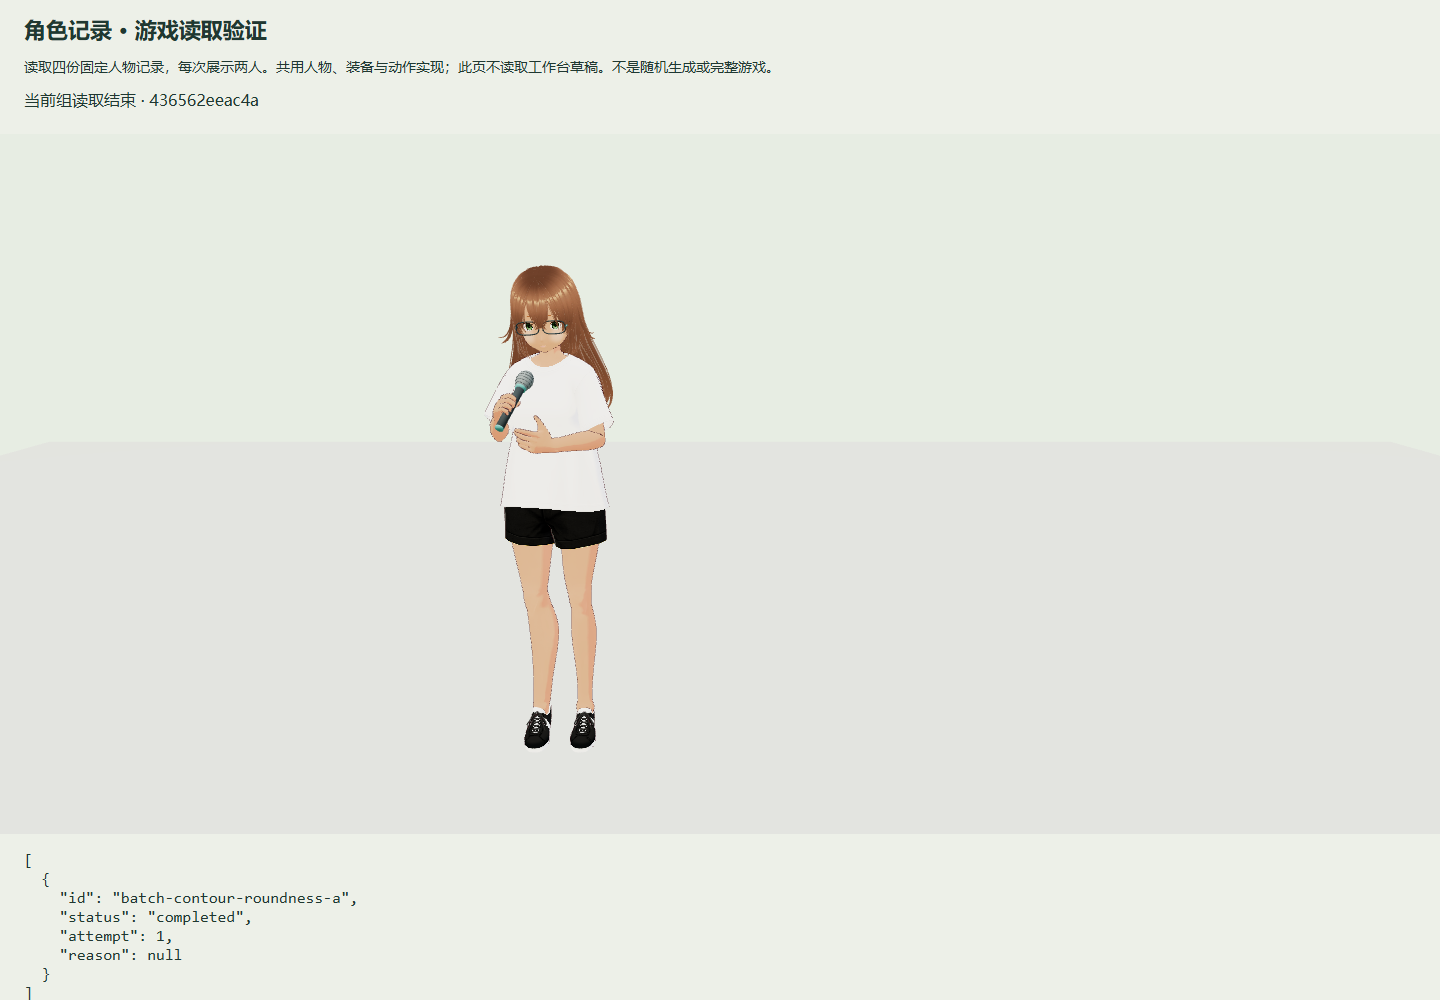 角色记录 • 游戏读取验证
读取四份固定人物记录，每次展示两人。共用人物、装备与动作实现；此页不读取工作台草稿。不是随机生成或完整游戏。
当前组读取结束 · 436562eeac4a
[
  {
    "id": "batch-contour-roundness-a",
    "status": "completed",
    "attempt": 1,
    "reason": null
  }
]